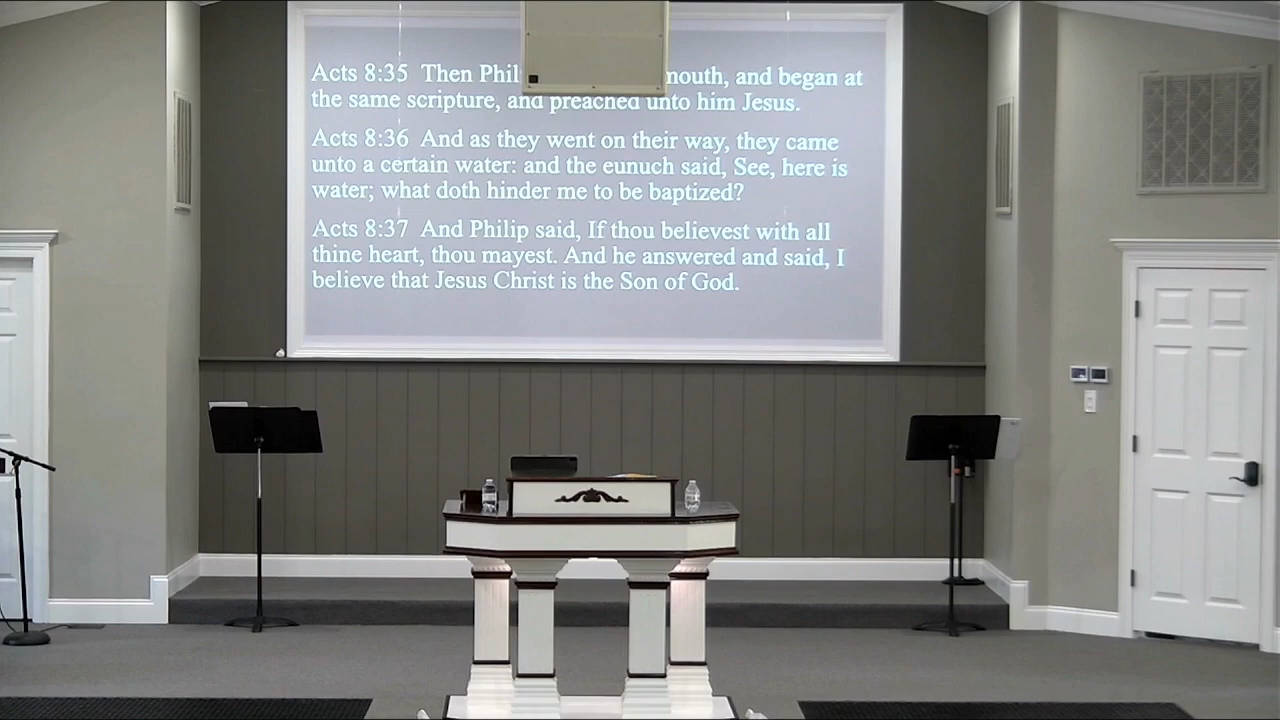 Acts 8:35 Then Phil mouth, and began at
the same scripture, and preached unto him Jesus.
Acts 8:36 And as they went on their way, they came
unto a certain water: and the eunuch said, See, here is
water; what doth hinder me to be baptized?
Acts 8:37 And Philip said, If thou believest with all
thine heart, thou mayest. And he answered and said, I
believe that Jesus Christ is the Son of God.